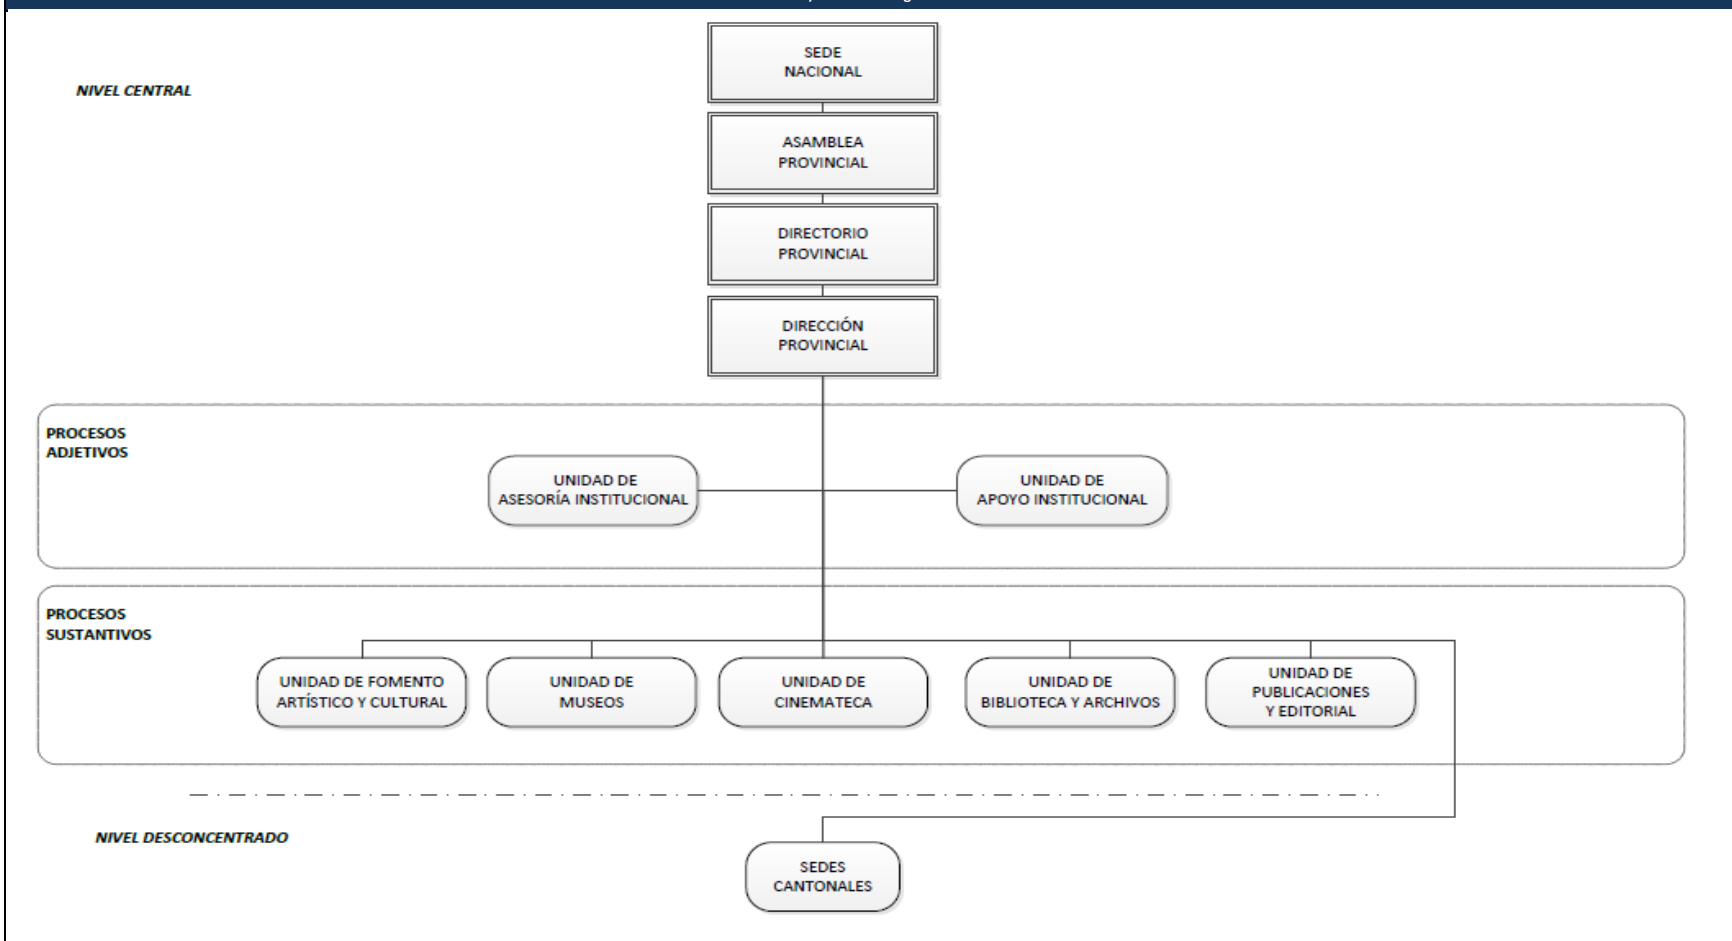 SEDE
NACIONAL
NIVEL CENTRAL
ASAMBLEA
PROVINCIAL
DIRECTORIO
PROVINCIAL
DIRECCIÓN
PROVINCIAL
PROCESOS
ADJETIVOS
UNIDAD DE
ASESORÍA INSTITUCIONAL
UNIDAD DE
APOYO INSTITUCIONAL
PROCESOS
SUSTANTIVOS
UNIDAD DE FOMENTO
ARTÍSTICO Y CULTURAL
UNIDAD DE
MUSEOS
UNIDAD DE
CINEMATECA
UNIDAD DE
BIBLIOTECA Y ARCHIVOS
UNIDAD DE
PUBLICACIONES
Y EDITORIAL
NIVEL DESCONCENTRADO
SEDES
CANTONALES